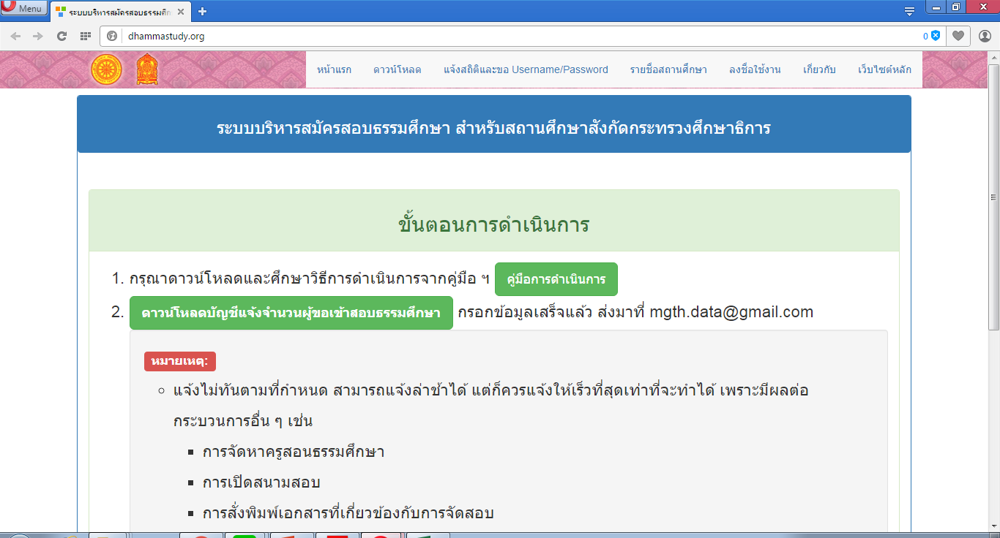 Menu
ระบบบริหารสมัครสอบธรรมศึก
dhammastudy.org
0
หน้าแรก
ดาวน์โหลด
แจ้งสถิติและขอ Username/Password
รายชื่อสถานศึกษา
ลงชื่อใช้งาน
เกี่ยวกับ
เว็บไซต์หลัก
ระบบบริหารสมัครสอบธรรมศึกษา สำหรับสถานศึกษาสังกัดกระทรวงศึกษาธิการ
ขั้นตอนการดำเนินการ
1. กรุณาดาวน์โหลดและศึกษาวิธีการดำเนินการจากคู่มือ ฯ คู่มือการดำเนินการ
2. ดาวน์โหลดบัญชีแจ้งจำนวนผู้ขอเข้าสอบธรรมศึกษา กรอกข้อมูลเสร็จแล้ว ส่งมาที่ mgth.data@gmail.com
หมายเหตุ:
แจ้งไม่ทันตามที่กำหนด สามารถแจ้งล่าช้าได้ แต่ก็ควรแจ้งให้เร็วที่สุดเท่าที่จะทำได้ เพราะมีผลต่อ
กระบวนการอื่น ๆ เช่น
การจัดหาครูสอนธรรมศึกษา
การเปิดสนามสอบ
การสั่งพิมพ์เอกสารที่เกี่ยวข้องกับการจัดสอบ